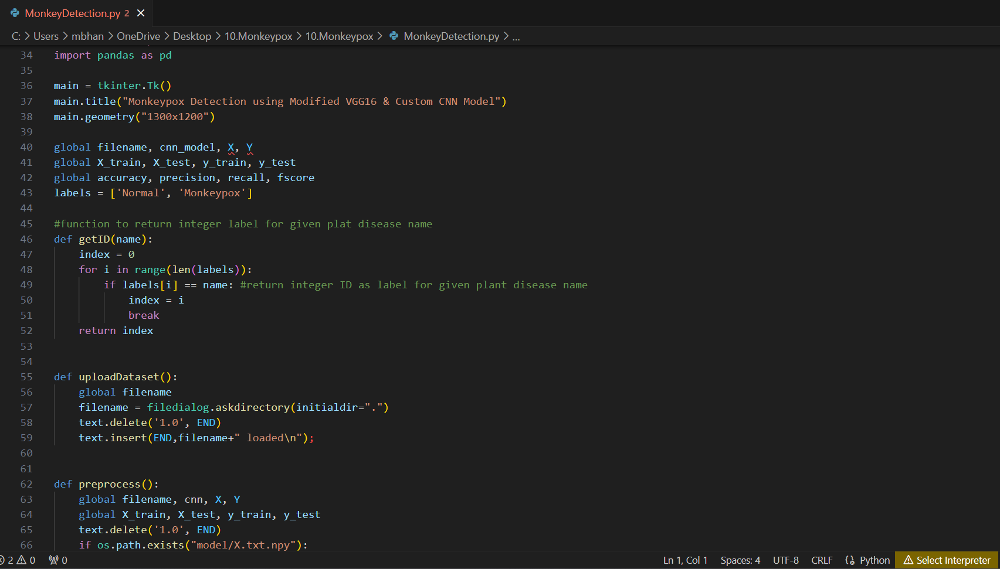 MonkeyDetection.py 2 ×
C: > Users > mbhan > OneDrive > Desktop > 10.Monkeypox > 10.Monkeypox > MonkeyDetection.py > ...
34 import pandas as pd
35
36 main = tkinter.Tk()
37 main.title("Monkeypox Detection using Modified VGG16 & Custom CNN Model")
38 main.geometry("1300x1200")
39
40 global filename, cnn_model, X, Y
41 global X_train, X_test, y_train, y_test
42 global accuracy, precision, recall, fscore
43 labels = ['Normal', 'Monkeypox']
44
45 #function to return integer label for given plat disease name
46 def getID(name):
47     index = 0
48     for i in range(len(labels)):
49         if labels[i] == name: #return integer ID as label for given plant disease name
50             index = i
51             break
52     return index
53
54
55 def uploadDataset():
56     global filename
57     filename = filedialog.askdirectory(initialdir=".")
58     text.delete('1.0', END)
59     text.insert(END,filename+" loaded\n");
60
61
62 def preprocess():
63     global filename, cnn, X, Y
64     global X_train, X_test, y_train, y_test
65     text.delete('1.0', END)
66     if os.path.exists("model/X.txt.npy"):
2 0 0 Ln 1, Col 1 Spaces: 4 UTF-8 CRLF Python Select Interpreter